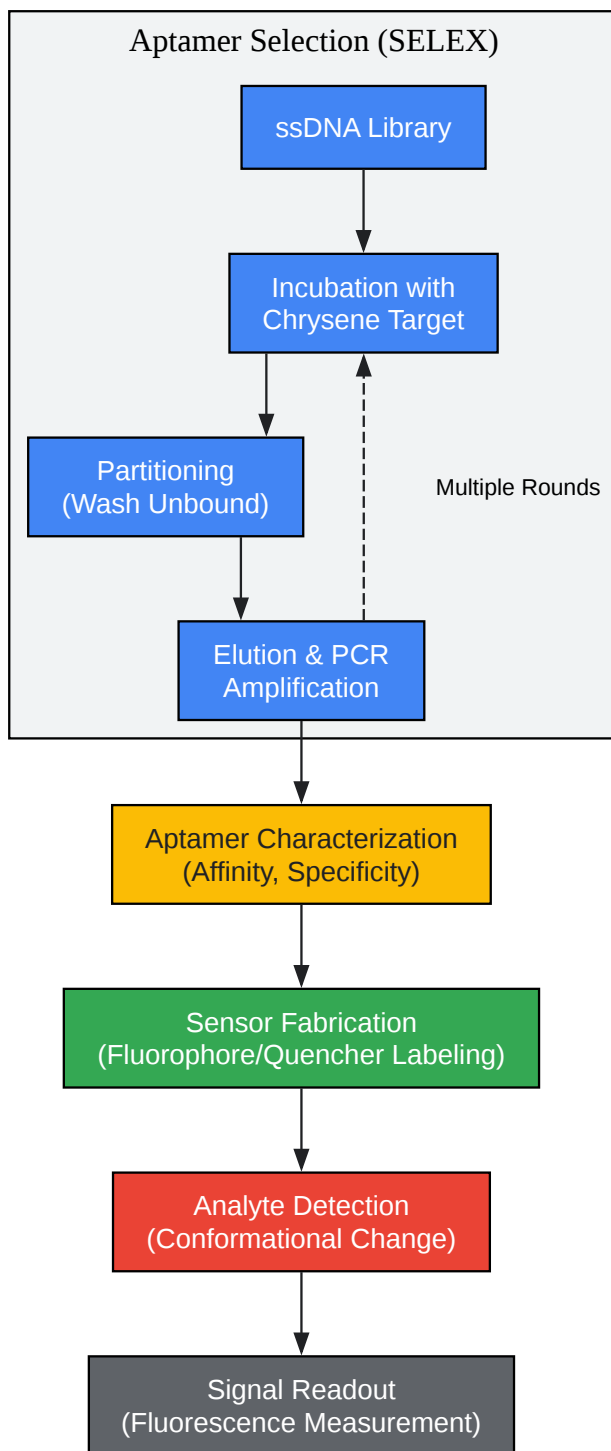 Aptamer Selection (SELEX)
ssDNA Library
Incubation with
Chrysene Target
Partitioning
(Wash Unbound)
Multiple Rounds
Elution & PCR
Amplification
Aptamer Characterization
(Affinity, Specificity)
Sensor Fabrication
(Fluorophore/Quencher Labeling)
Analyte Detection
(Conformational Change)
Signal Readout
(Fluorescence Measurement)